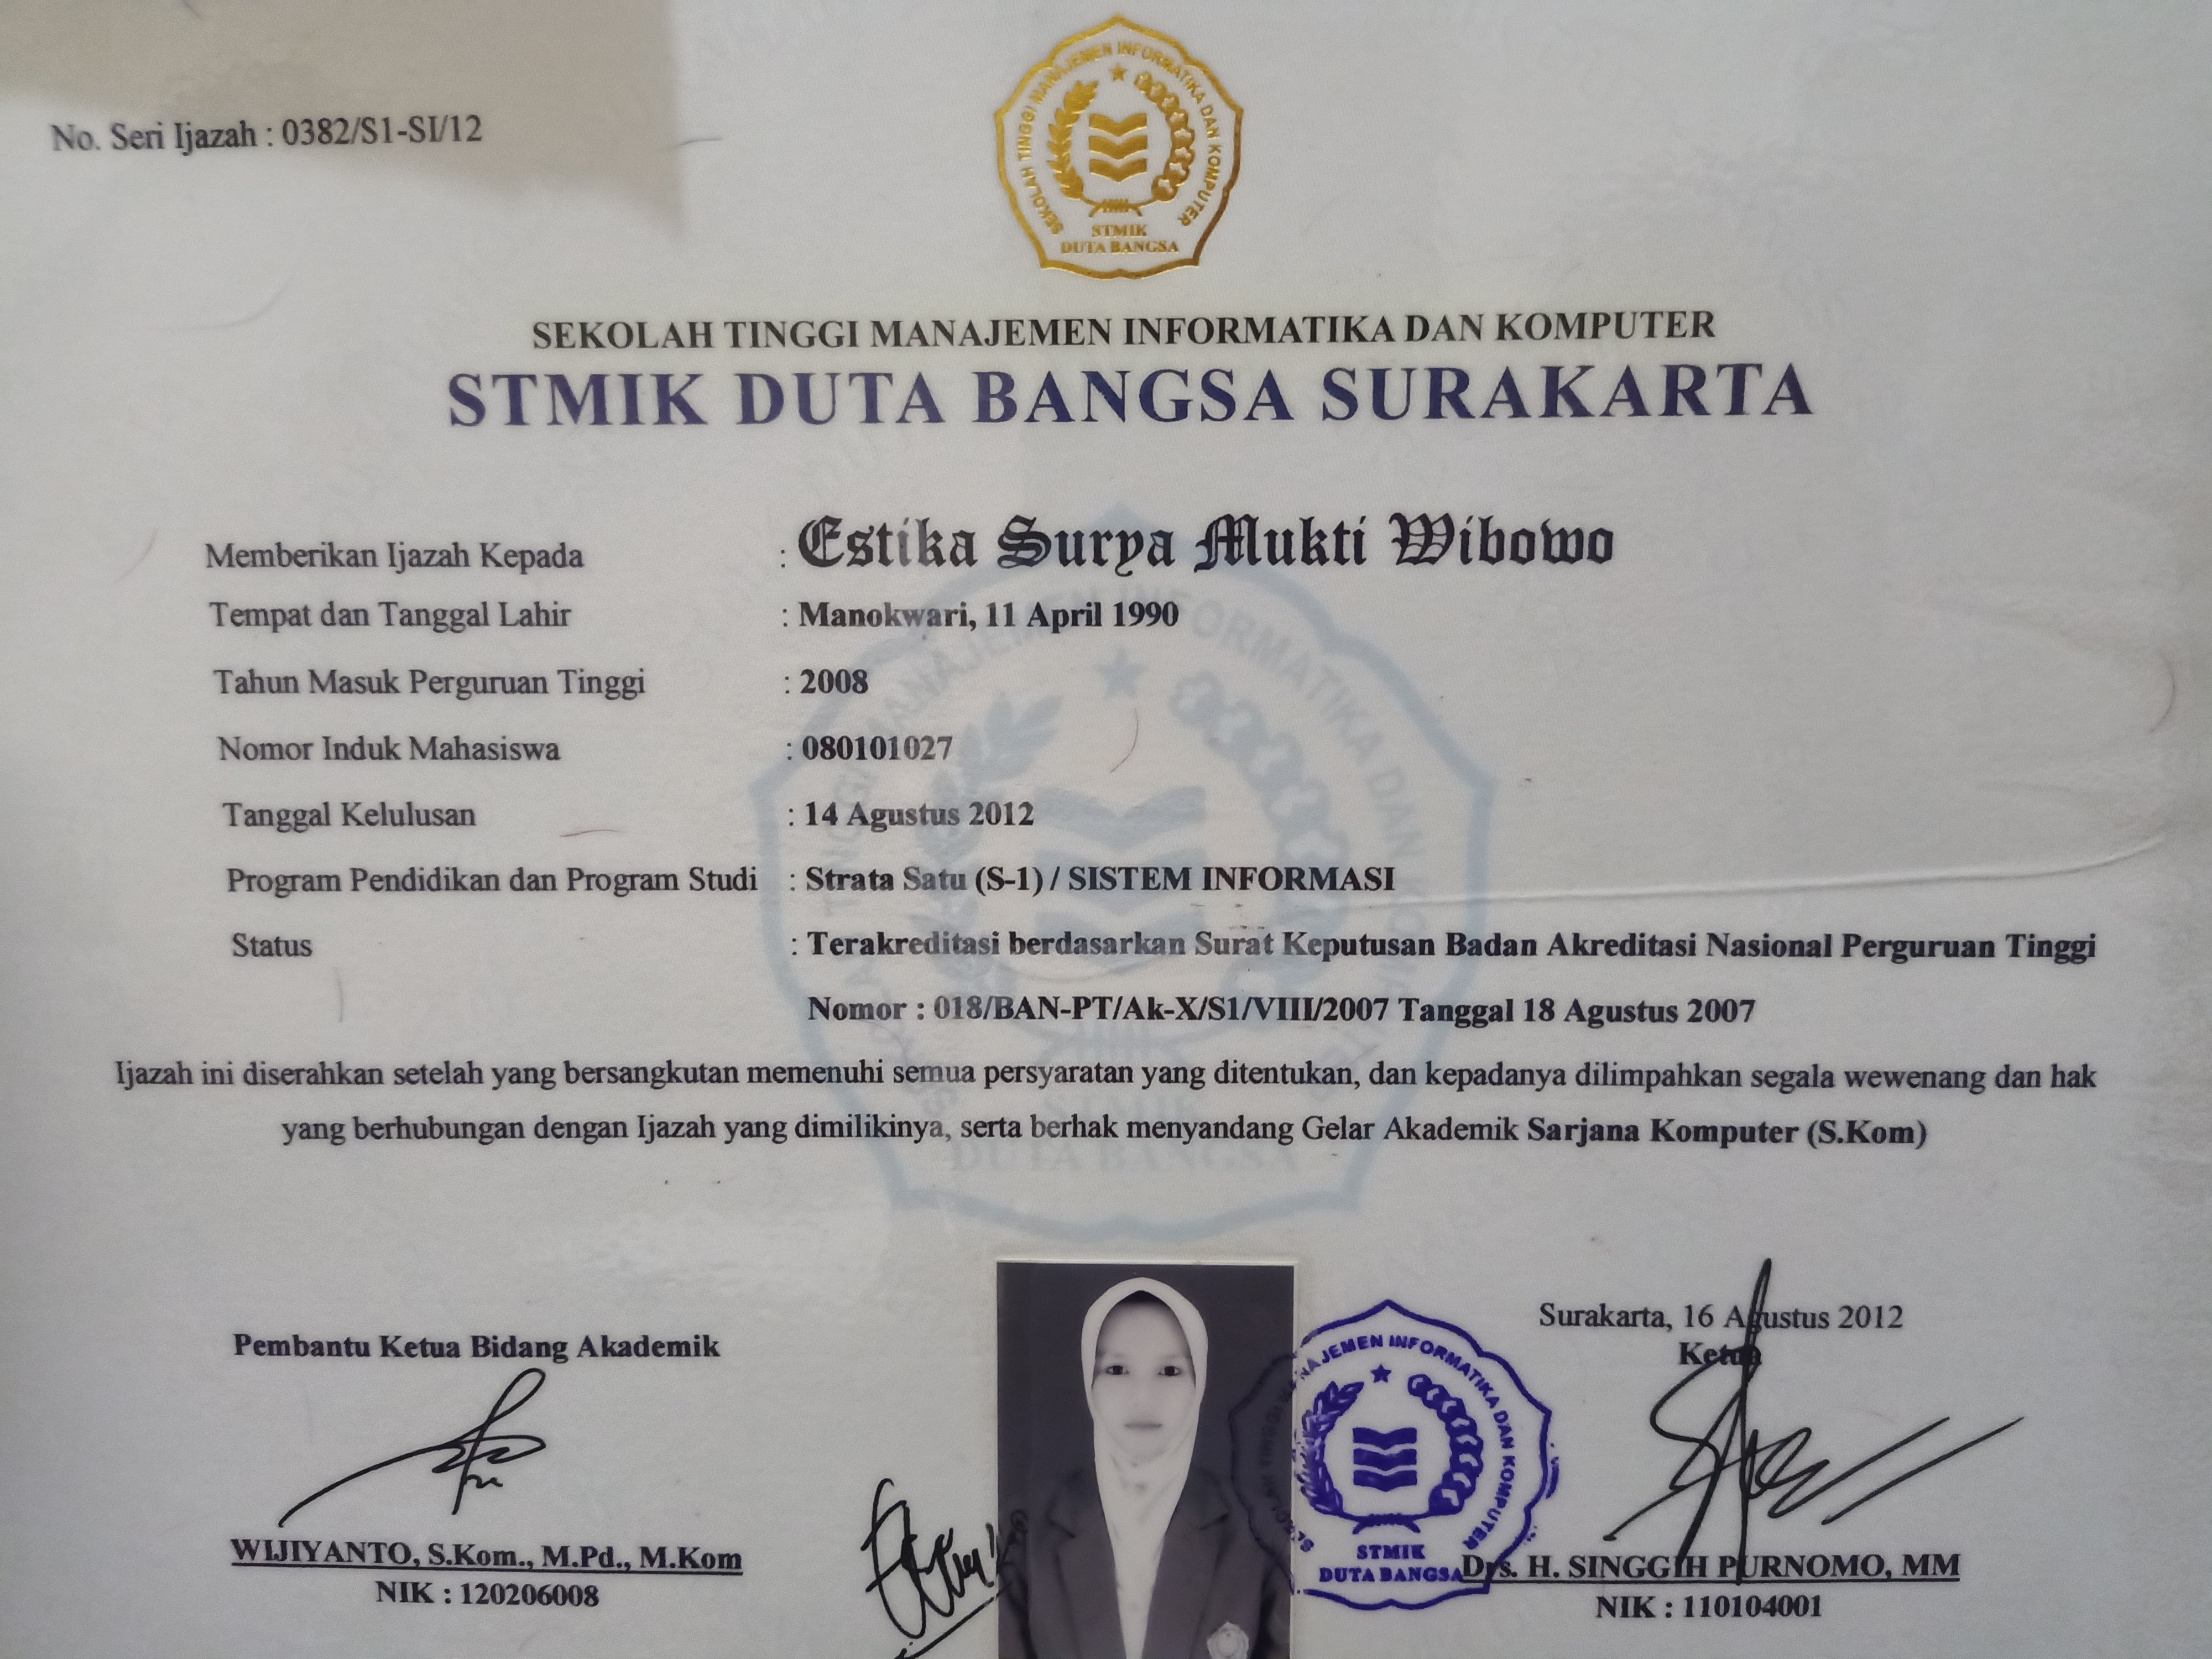 No. Seri Ijazah : 0382/S1-SI/12
SEKOLAH TINGGI MANAJEMEN INFORMATIKA DAN KOMPUTER
STMIK
DUTA BANGSA
SEKOLAH TINGGI MANAJEMEN INFORMATIKA DAN KOMPUTER
STMIK DUTA BANGSA SURAKARTA
Memberikan Ijazah Kepada : Estika Surya Mukti Wibowo
Tempat dan Tanggal Lahir : Manokwari, 11 April 1990
Tahun Masuk Perguruan Tinggi : 2008
Nomor Induk Mahasiswa : 080101027
Tanggal Kelulusan : 14 Agustus 2012
Program Pendidikan dan Program Studi : Strata Satu (S-1) / SISTEM INFORMASI
Status : Terakreditasi berdasarkan Surat Keputusan Badan Akreditasi Nasional Perguruan Tinggi
Nomor : 018/BAN-PT/Ak-X/S1/VIII/2007 Tanggal 18 Agustus 2007
Ijazah ini diserahkan setelah yang bersangkutan memenuhi semua persyaratan yang ditentukan, dan kepadanya dilimpahkan segala wewenang dan hak
yang berhubungan dengan Ijazah yang dimilikinya, serta berhak menyandang Gelar Akademik Sarjana Komputer (S.Kom)
DUTA BANGSA
Surakarta, 16 Agustus 2012
Pembantu Ketua Bidang Akademik
Ketua
MANAJEMEN INFORMATIKA DAN KOMPUTER
STMIK
DUTA BANGSA
WIJIYANTO, S.Kom., M.Pd., M.Kom
NIK : 120206008
Drs. H. SINGGIH PURNOMO, MM
NIK : 110104001